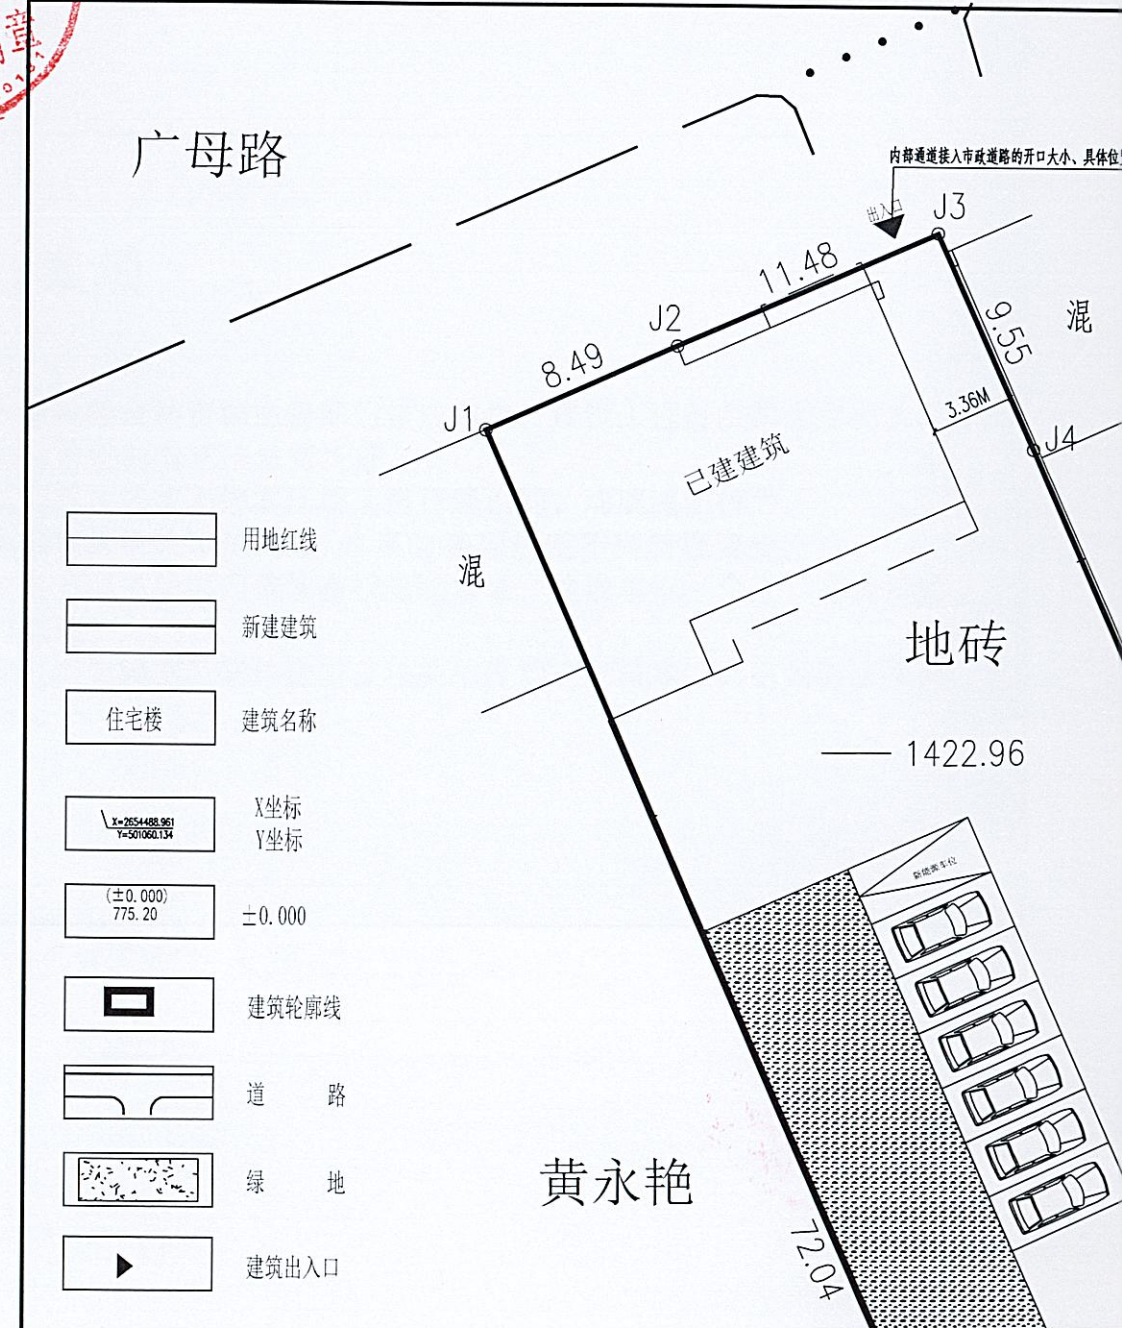 广母路
内部通道接入市政道路的开口大小、具体位
出入口
J3
11.48
J2
8.49
9.55
混
3.36M
J1
J4
已建建筑
用地红线
混
新建建筑
地砖
住宅楼
建筑名称
1422.96
X=2654488.961
Y=501060.134
X坐标
Y坐标
(±0.000)
775.20
±0.000
建筑轮廓线
道 路
绿 地
黄永艳
72.04
建筑出入口